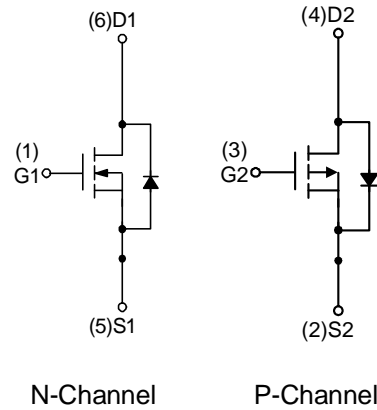 (6)D1
(4)D2
(1)
G1
(3)
G2
(5)S1
(2)S2
N-Channel
P-Channel